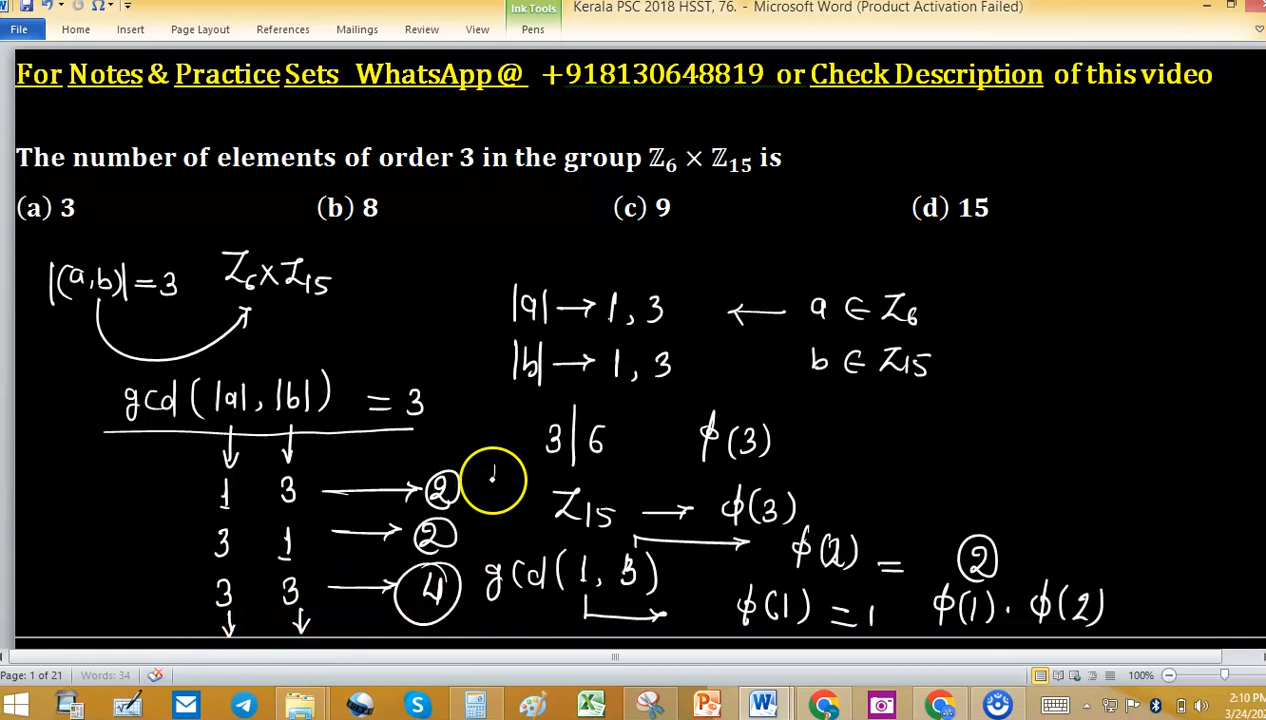 Ink Tools
Kerala PSC 2018 HSST, 76. - Microsoft Word (Product Activation Failed)
File Home Insert Page Layout References Mailings Review View Pens
For Notes & Practice Sets WhatsApp @ +918130648819 or Check Description of this video
The number of elements of order 3 in the group ℤ₆ × ℤ₁₅ is
(a) 3 (b) 8 (c) 9 (d) 15
|(a,b)| = 3 Z₆ × Z₁₅
|a| → 1, 3 ← a ∈ Z₆
|b| → 1, 3 b ∈ Z₁₅
gcd(|a|, |b|) = 3
3 | 6 ϕ(3)
1 3 → 2
Z₁₅ → ϕ(3)
3 1 → 2
ϕ(2) = 2
gcd(1, 3)
3 3 → 4
ϕ(1) = 1 ϕ(1) · ϕ(2)
Page: 1 of 21 Words: 34 100%
2:10 PM